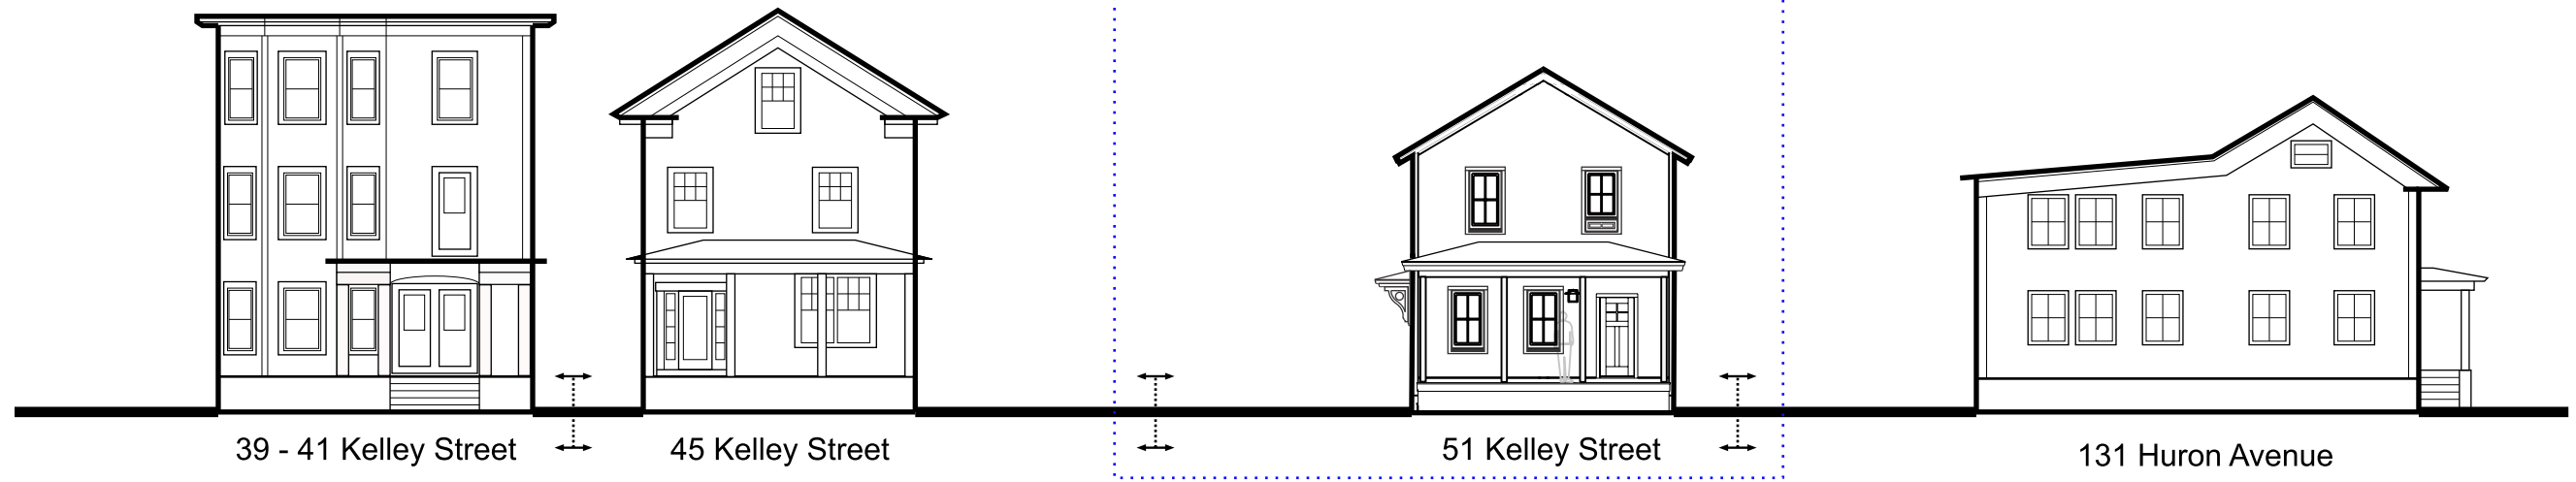 39 - 41 Kelley Street
45 Kelley Street
51 Kelley Street
131 Huron Avenue